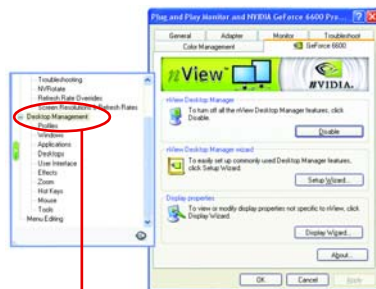 Troubleshooting
NVRotate
Refresh Rate Overrides
Screen Resolutions & Refresh Rates
Desktop Management
Profiles
Windows
Applications
Desktops
User Interface
Effects
Zoom
Hot Keys
Mouse
Tools
Menu Editing
Plug and Play Monitor and NVIDIA GeForce 6600 Pro...
General
Adapter
Monitor
Troubleshoot
Color Management
GeForce 6600
nView
NVIDIA.
nView Desktop Manager
To turn off all the nView Desktop Manager features, click
Disable.
Disable
nView Desktop Manager wizard
To easily set up commonly used Desktop Manager features,
click Setup Wizard.
Setup Wizard...
Display properties
To view or modify display properties not specific to nView, click
Display Wizard.
Display Wizard...
About...
OK
Cancel
Apply